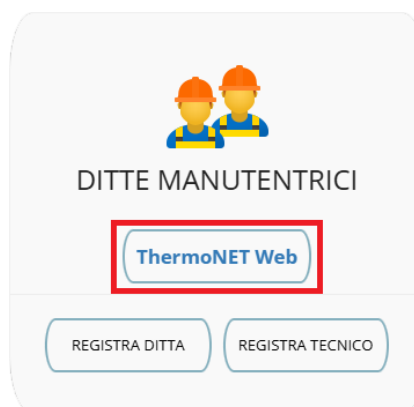 DITTE MANUTENTRICI
ThermoNET Web
REGISTRA DITTA
REGISTRA TECNICO